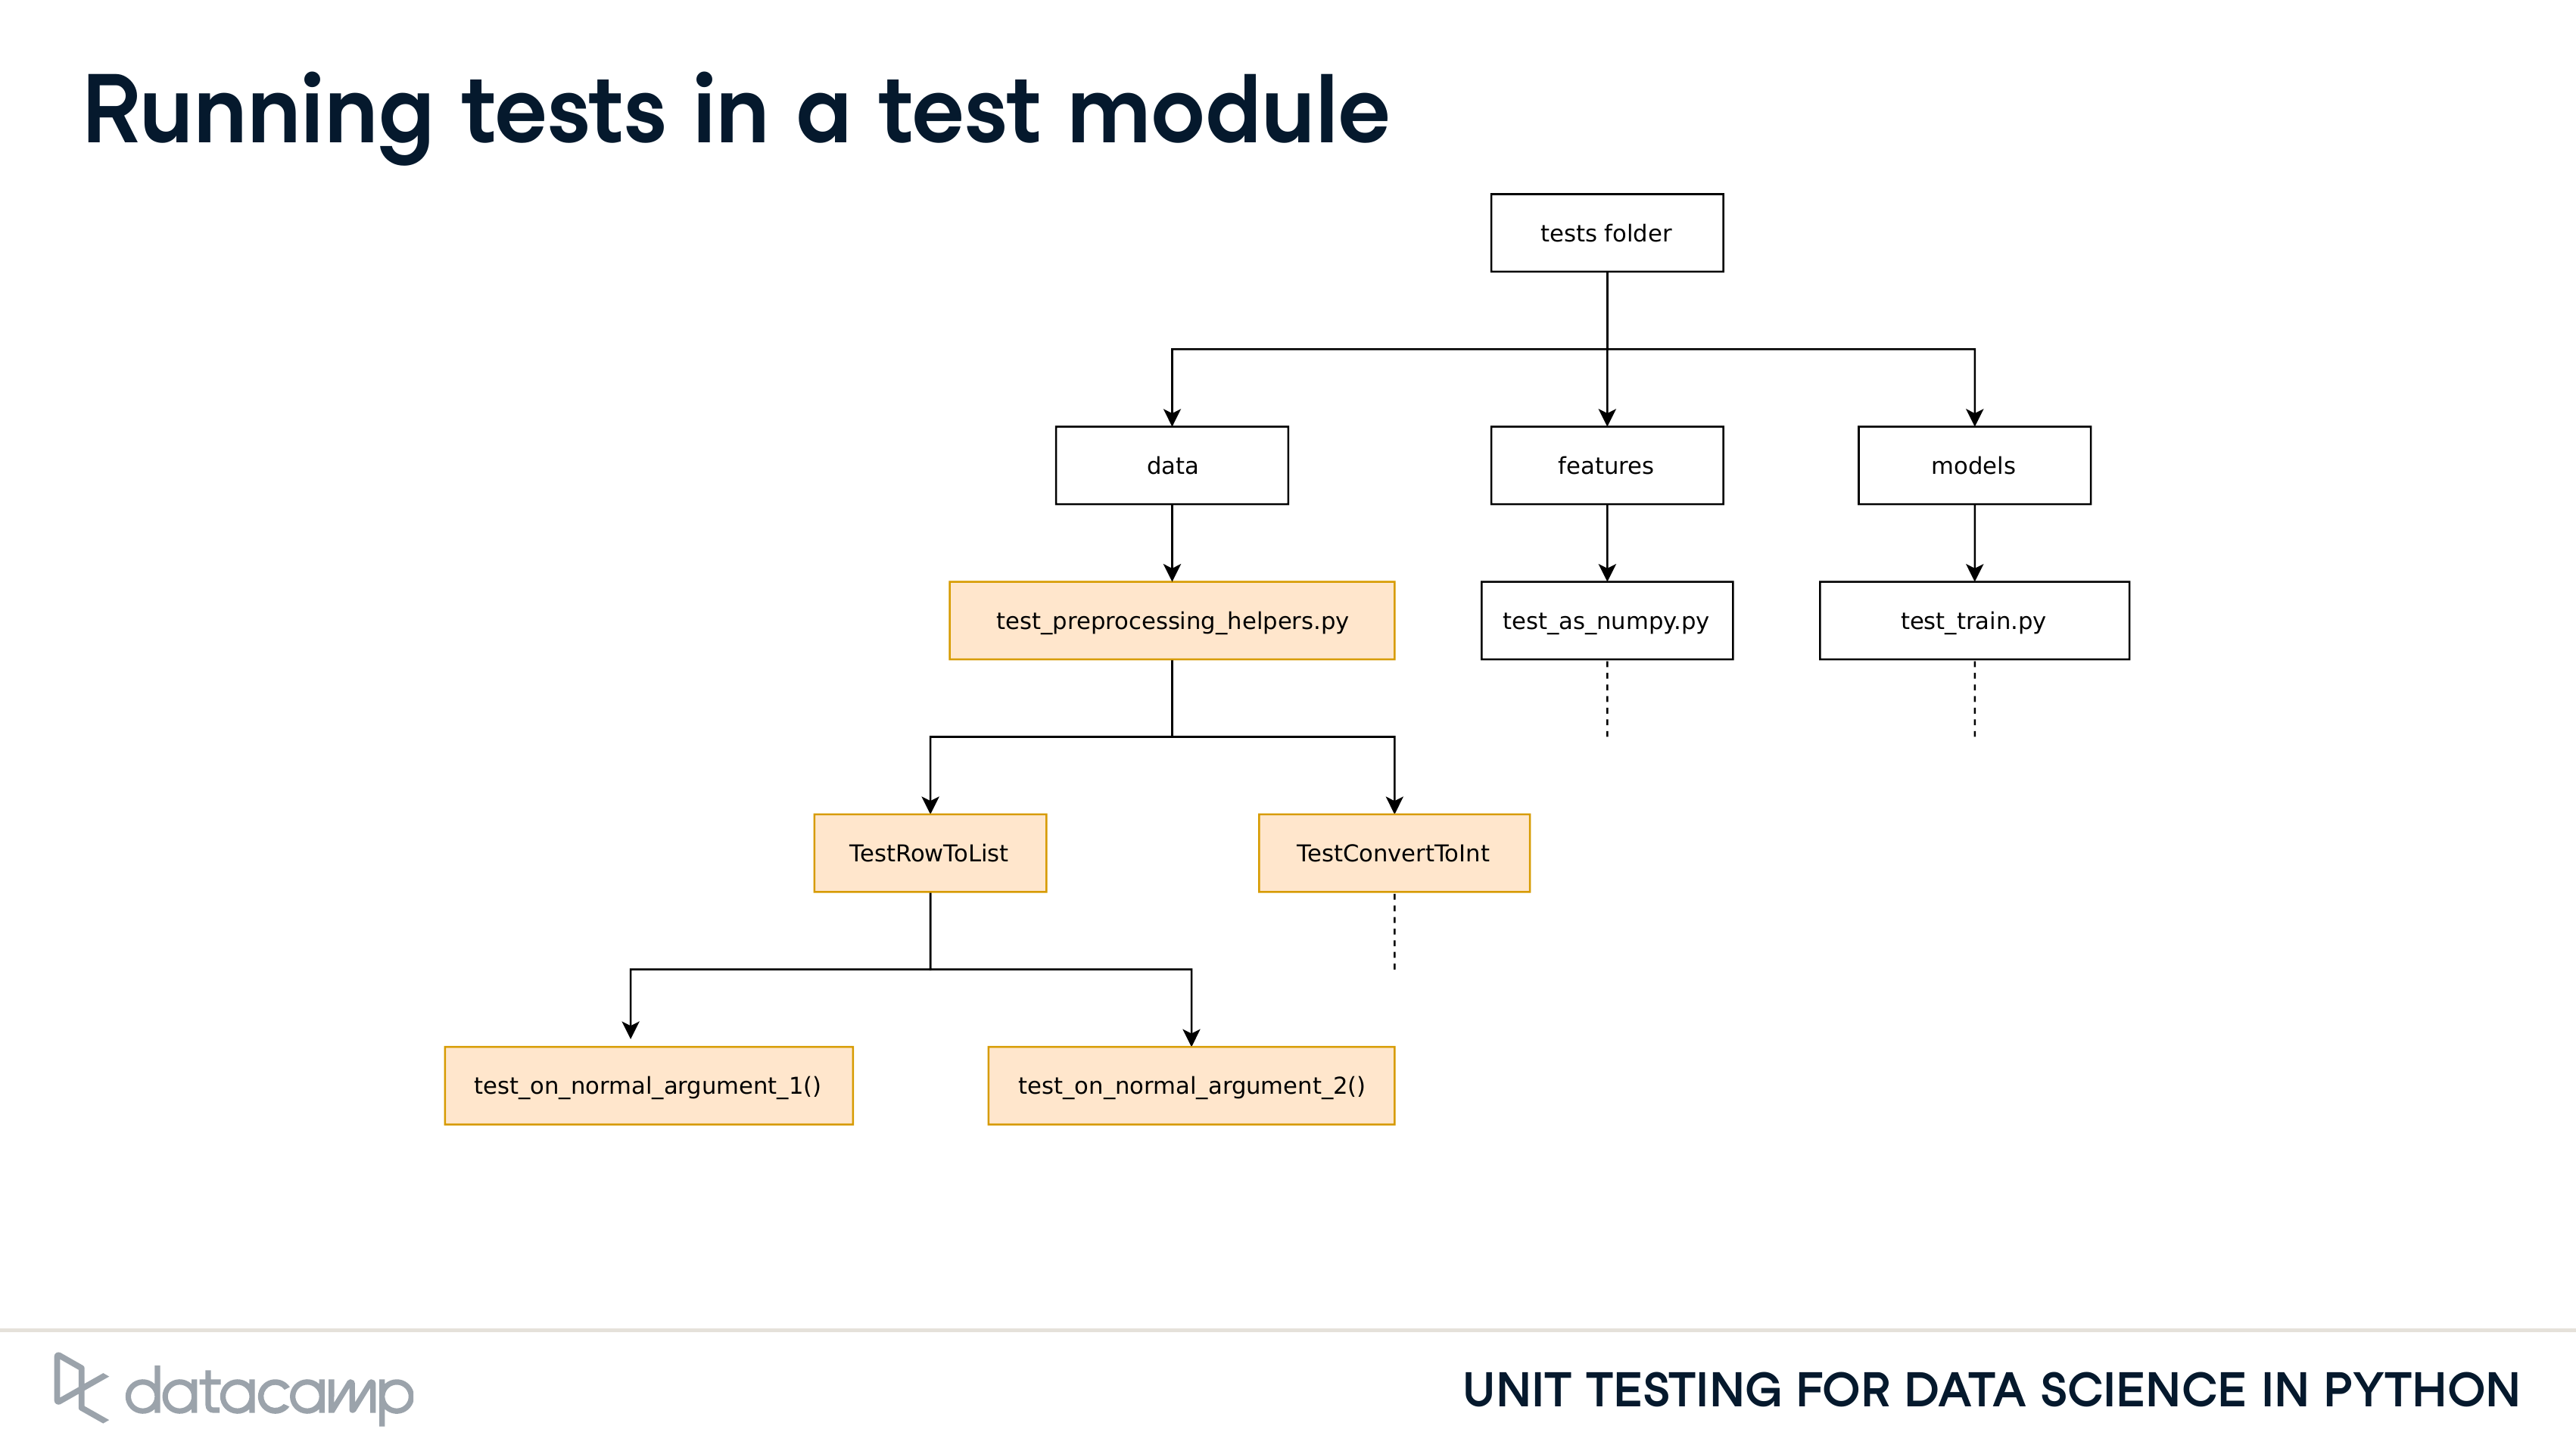 Running tests in a test module
tests folder
data
features
models
test_preprocessing_helpers.py
test_as_numpy.py
test_train.py
TestRowToList
TestConvertToInt
test_on_normal_argument_1()
test_on_normal_argument_2()
datacamp
UNIT TESTING FOR DATA SCIENCE IN PYTHON